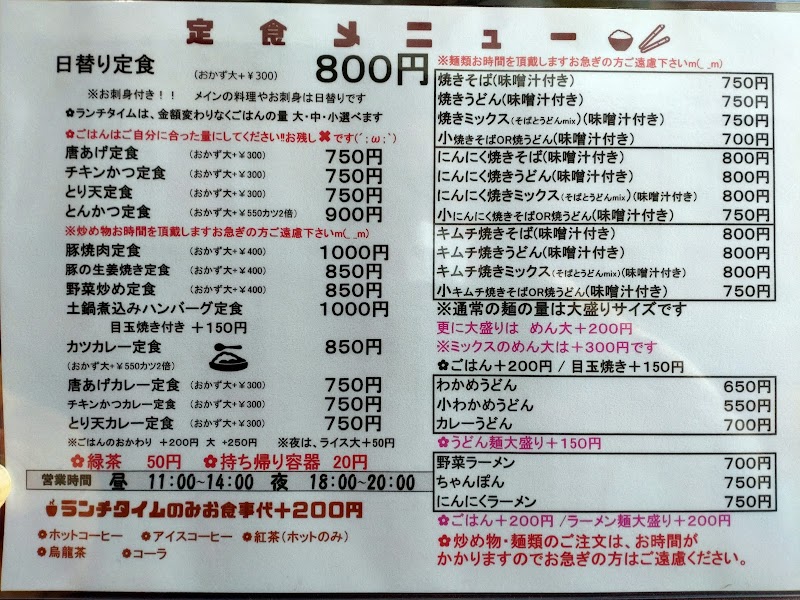 定食メニュー
日替り定食 (おかず大+¥300) 800円
※お刺身付き!! メインの料理やお刺身は日替りです
✿ランチタイムは、金額変わりなくごはんの量 大・中・小選べます
✿ごはんはご自分に合った量にしてください!!お残し✖です(´;ω;`)
唐あげ定食 (おかず大+¥300) 750円
チキンかつ定食 (おかず大+¥300) 750円
とり天定食 (おかず大+¥300) 750円
とんかつ定食 (おかず大+¥550カツ2倍) 900円
※炒め物お時間を頂戴しますお急ぎの方ご遠慮下さいm(_ _m)
豚焼肉定食 (おかず大+¥400) 1000円
豚の生姜焼き定食 (おかず大+¥400) 850円
野菜炒め定食 (おかず大+¥400) 850円
土鍋煮込みハンバーグ定食 1000円
目玉焼き付き +150円
カツカレー定食 850円
(おかず大+¥550カツ2倍)
唐あげカレー定食 (おかず大+¥300) 750円
チキンかつカレー定食 (おかず大+¥300) 750円
とり天カレー定食 (おかず大+¥300) 750円
※ごはんのおかわり +200円 大 +250円 ※夜は、ライス大+50円
✿緑茶 50円 ✿持ち帰り容器 20円
営業時間 昼 11:00~14:00 夜 18:00~20:00
ランチタイムのみお食事代+200円
✿ホットコーヒー ✿アイスコーヒー ✿紅茶(ホットのみ)
✿烏龍茶 ✿コーラ
※麺類お時間を頂戴しますお急ぎの方ご遠慮下さいm(_ _m)
焼きそば(味噌汁付き) 750円
焼きうどん(味噌汁付き) 750円
焼きミックス(そばとうどんmix)(味噌汁付き) 750円
小焼きそばOR焼うどん(味噌汁付き) 700円
にんにく焼きそば(味噌汁付き) 800円
にんにく焼きうどん(味噌汁付き) 800円
にんにく焼きミックス(そばとうどんmix)(味噌汁付き) 800円
小にんにく焼きそばOR焼うどん(味噌汁付き) 750円
キムチ焼きそば(味噌汁付き) 800円
キムチ焼きうどん(味噌汁付き) 800円
キムチ焼きミックス(そばとうどんmix)(味噌汁付き) 800円
小キムチ焼きそばOR焼うどん(味噌汁付き) 750円
※通常の麺の量は大盛りサイズです
更に大盛りは めん大+200円
※ミックスのめん大は+300円です
✿ごはん+200円 / 目玉焼き+150円
わかめうどん 650円
小わかめうどん 550円
カレーうどん 700円
✿うどん麺大盛り+150円
野菜ラーメン 700円
ちゃんぽん 750円
にんにくラーメン 750円
✿ごはん+200円 /ラーメン麺大盛り+200円
✿炒め物・麺類のご注文は、お時間が
かかりますのでお急ぎの方はご遠慮ください。